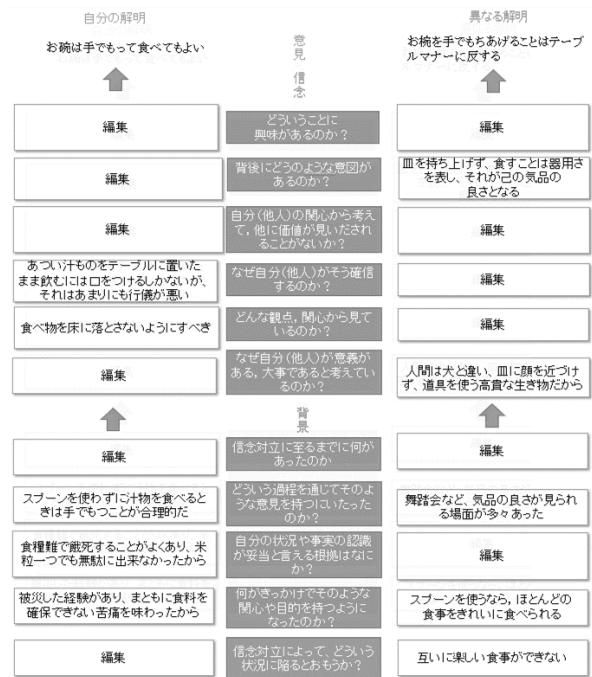 自分の解明
異なる解明
お碗は手でもって食べてもよい
意見
信念
お碗を手でもちあげることはテーブ
ルマナーに反する
編集
どういうことに
興味があるのか？
編集
編集
背後にどのような意図が
あるのか？
皿を持ち上げず、食すことは器用さ
を表し、それが己の気品の
良さとなる
編集
自分(他人)の関心から考え
て，他に価値が見いだされ
ることがないか？
編集
あつい汁ものをテーブルに置いた
まま飲むには口をつけるしかないが、
それはあまりにも行儀が悪い
なぜ自分(他人)がそう確信
するのか？
編集
食べ物を床に落とさないようにすべき
どんな観点，関心から見て
いるのか？
編集
編集
なぜ自分(他人)が意義が
ある，大事であると考えてい
るのか？
人間は犬と違い、皿に顔を近づけ
ず、道具を使う高貴な生き物だから
背景
編集
信念対立に至るまでに何が
あったのか
編集
スプーンを使わずに汁物を食べると
きは手でもつことが合理的だ
どういう過程を通じてそのよ
うな意見を持つにいたった
のか？
舞踏会など、気品の良さが見られ
る場面が多々あった
食糧難で餓死することがよくあり、米
粒一つでも無駄に出来なかったから
自分の状況や事実の認識
が妥当と言える根拠はなに
か？
編集
被災した経験があり、まともに食料を
確保できない苦痛を味わったから
何がきっかけでそのような
関心や目的を持つように
なったのか？
スプーンを使うなら，ほとんどの
食事をきれいに食べられる
編集
信念対立によって、どういう
状況に陥るとおもうか？
互いに楽しい食事ができない